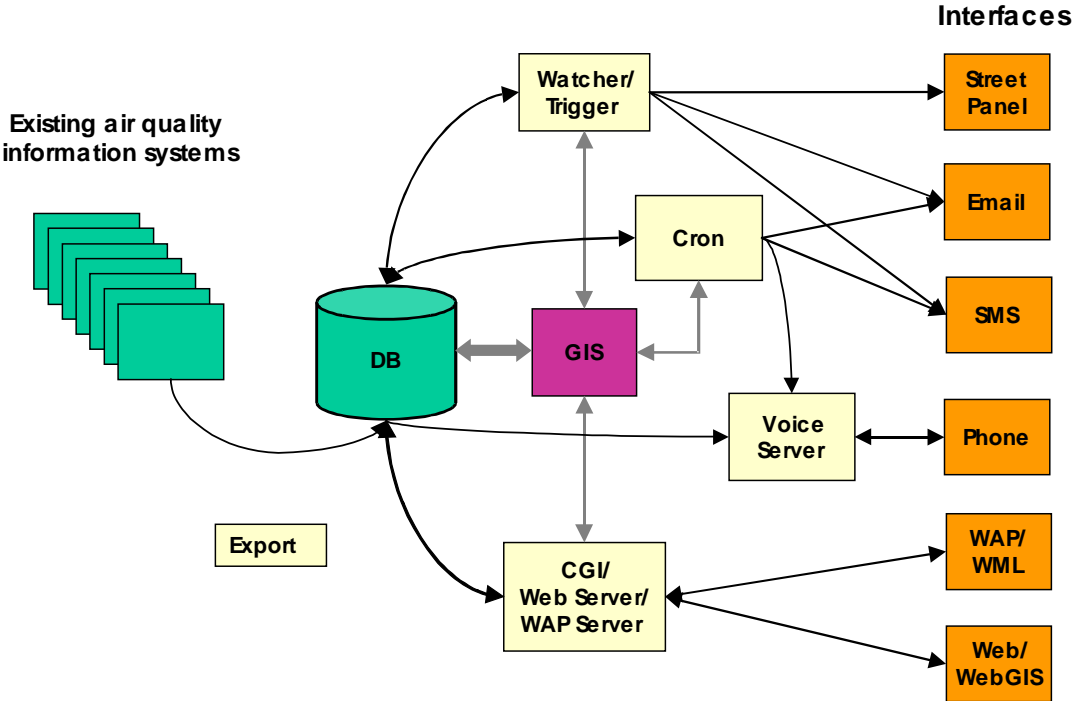 Interfaces
Watcher/
Trigger
Street
Panel
Existing air quality
information systems
Email
Cron
SMS
DB
GIS
Voice
Server
Phone
Export
CGI/
Web Server/
WAP Server
WAP/
WML
Web/
WebGIS